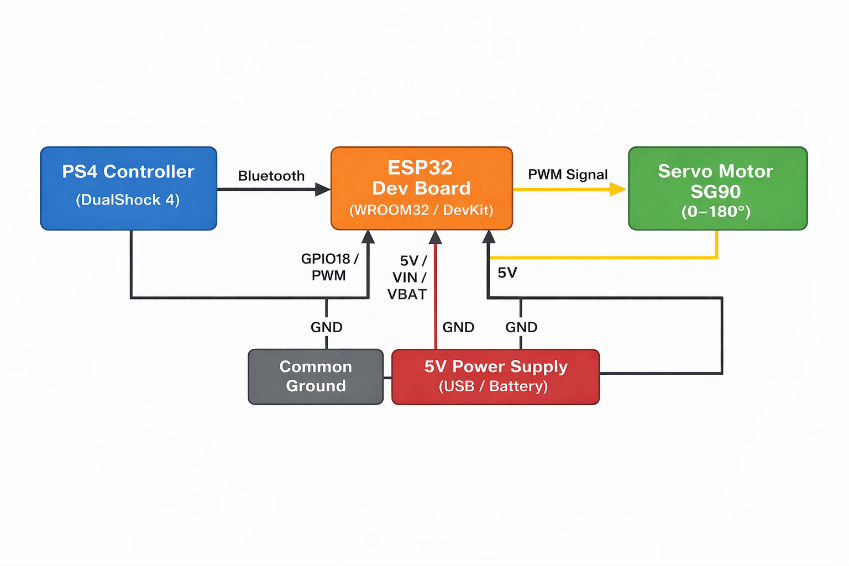 PS4 Controller
(DualShock 4)
Bluetooth
ESP32
Dev Board
(WROOM32 / DevKit)
PWM Signal
Servo Motor
SG90
(0–180°)
GPIO18 /
PWM
5V /
VIN /
VBAT
5V
GND
GND
GND
Common
Ground
5V Power Supply
(USB / Battery)